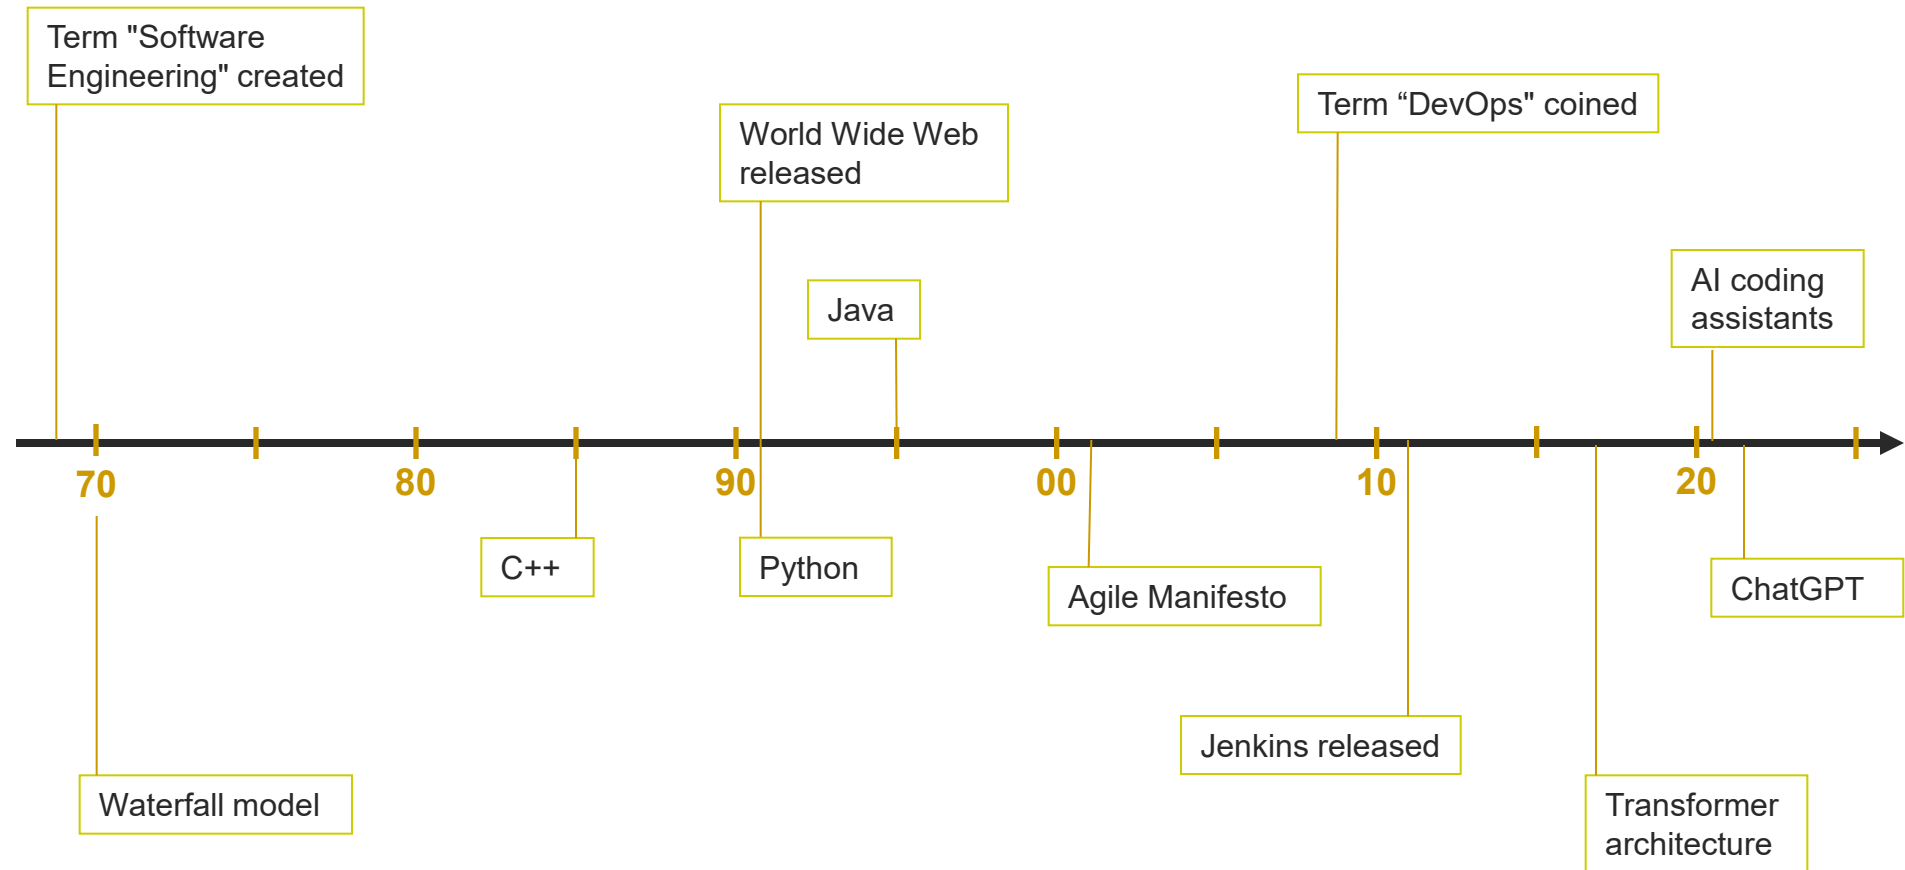 Term "Software
Engineering" created
Term “DevOps" coined
World Wide Web
released
AI coding
assistants
Java
70
80
90
00
10
20
C++
Python
Agile Manifesto
ChatGPT
Jenkins released
Waterfall model
Transformer
architecture